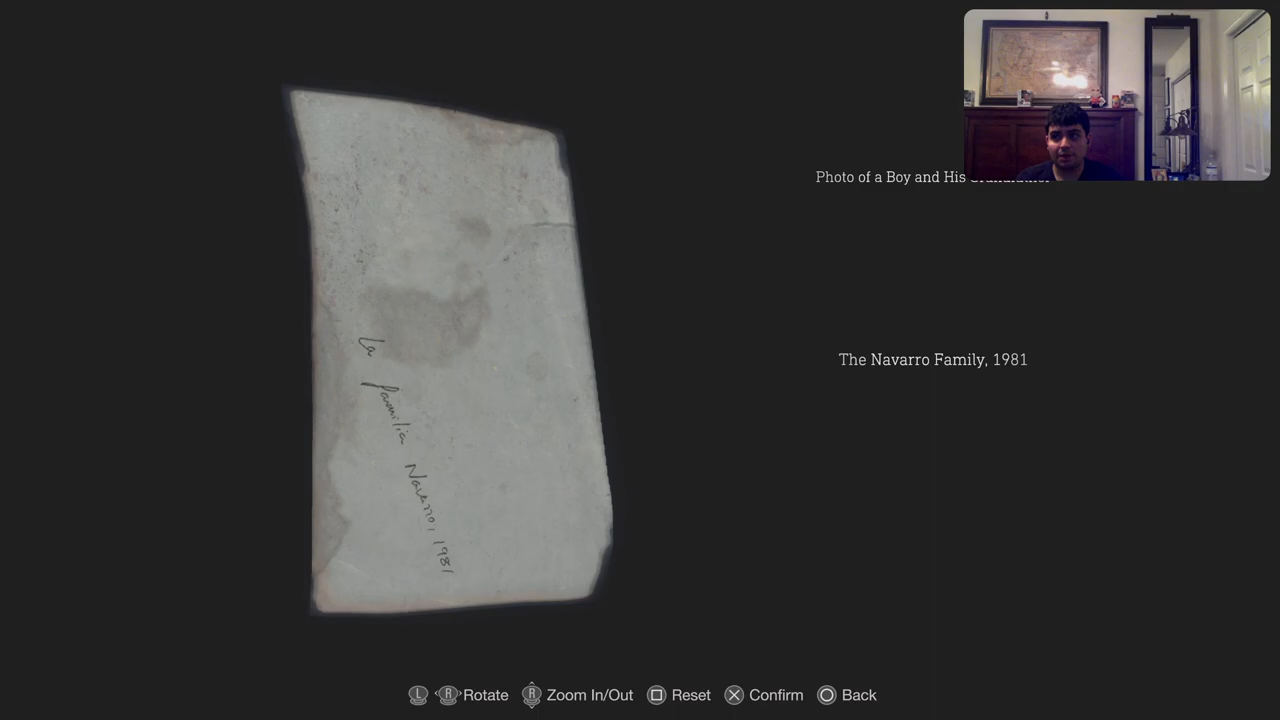 Photo of a Boy and His Grandfather
La familia Navarro, 1981
The Navarro Family, 1981
L R Rotate R Zoom In/Out Reset Confirm Back